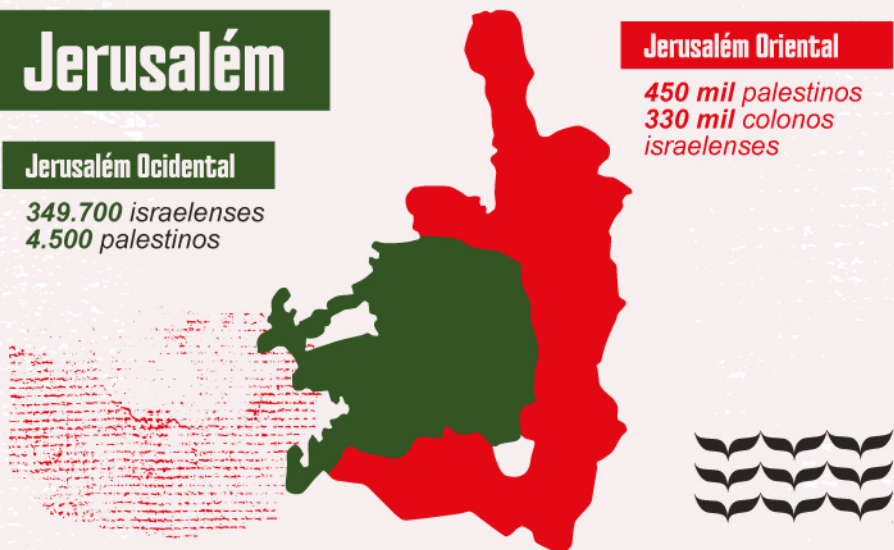 Jerusalém
Jerusalém Ocidental
349.700 israelenses
4.500 palestinos
Jerusalém Oriental
450 mil palestinos
330 mil colonos
israelenses